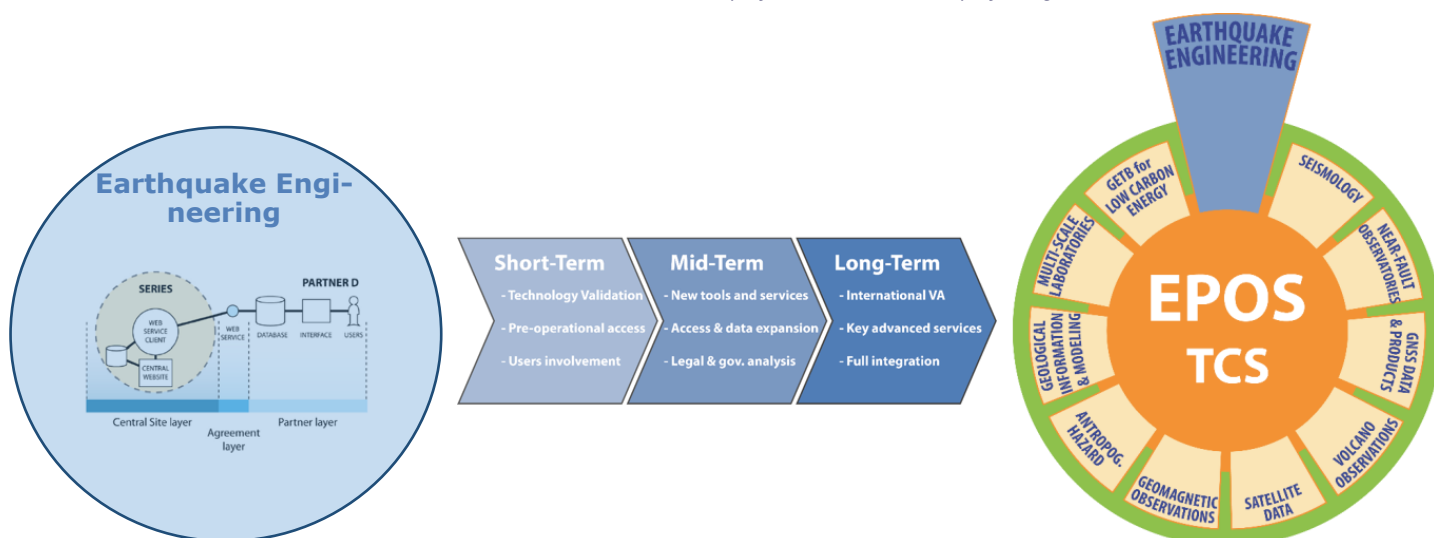 Earthquake Engi-
neering
SERIES
PARTNER D
WEB
SERVICE
CLIENT
CENTRAL
WEBSITE
WEB
SERVICE
DATABASE
INTERFACE
USERS
Central Site layer
Agreement
layer
Partner layer
Short-Term
- Technology Validation
- Pre-operational access
- Users involvement
Mid-Term
- New tools and services
- Access & data expansion
- Legal & gov. analysis
Long-Term
- International VA
- Key advanced services
- Full integration
EARTHQUAKE
ENGINEERING
SEISMOLOGY
NEAR-FAULT
OBSERVATORIES
GNSS DATA
& PRODUCTS
VOLCANO
OBSERVATIONS
SATELLITE
DATA
GEOMAGNETIC
OBSERVATIONS
ANTROPOG.
HAZARD
GEOLOGICAL
INFORMATION
& MODELING
MULTI-SCALE
LABORATORIES
GETB for
LOW CARBON
ENERGY
EPOS
TCS